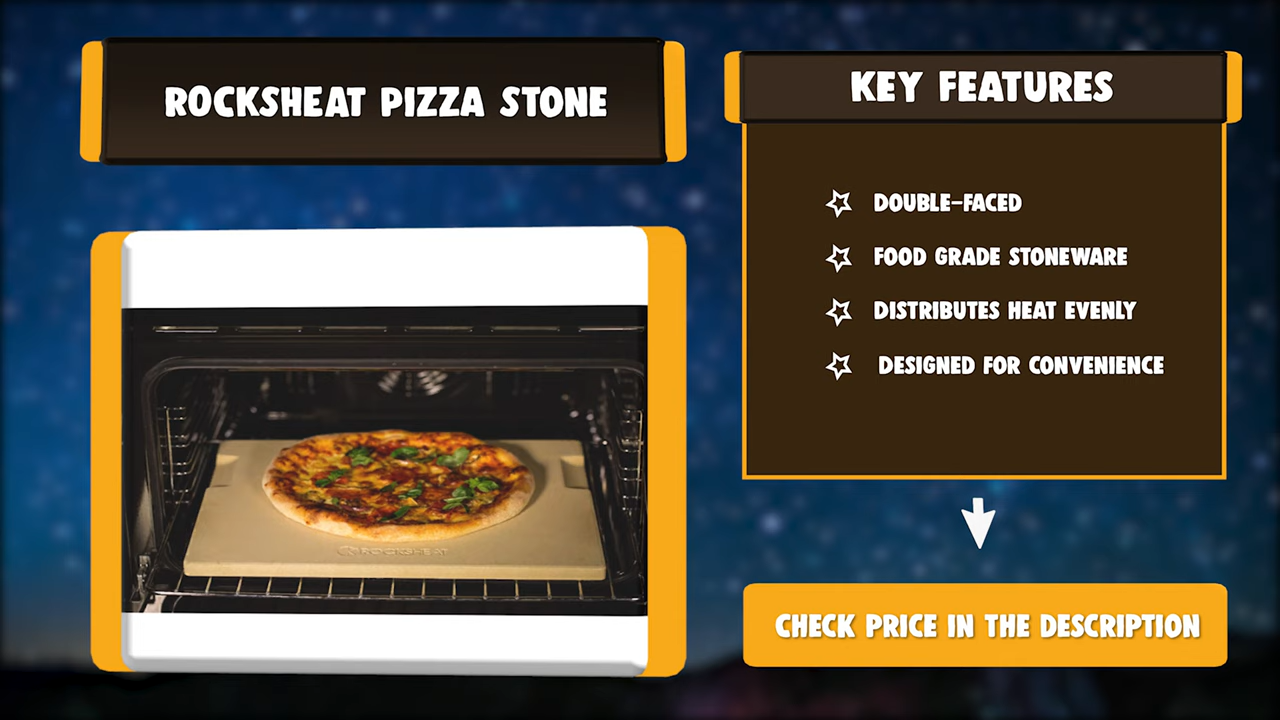 ROCKSHEAT PIZZA STONE
KEY FEATURES
DOUBLE-FACED
FOOD GRADE STONEWARE
DISTRIBUTES HEAT EVENLY
DESIGNED FOR CONVENIENCE
ROCKSHEAT
CHECK PRICE IN THE DESCRIPTION